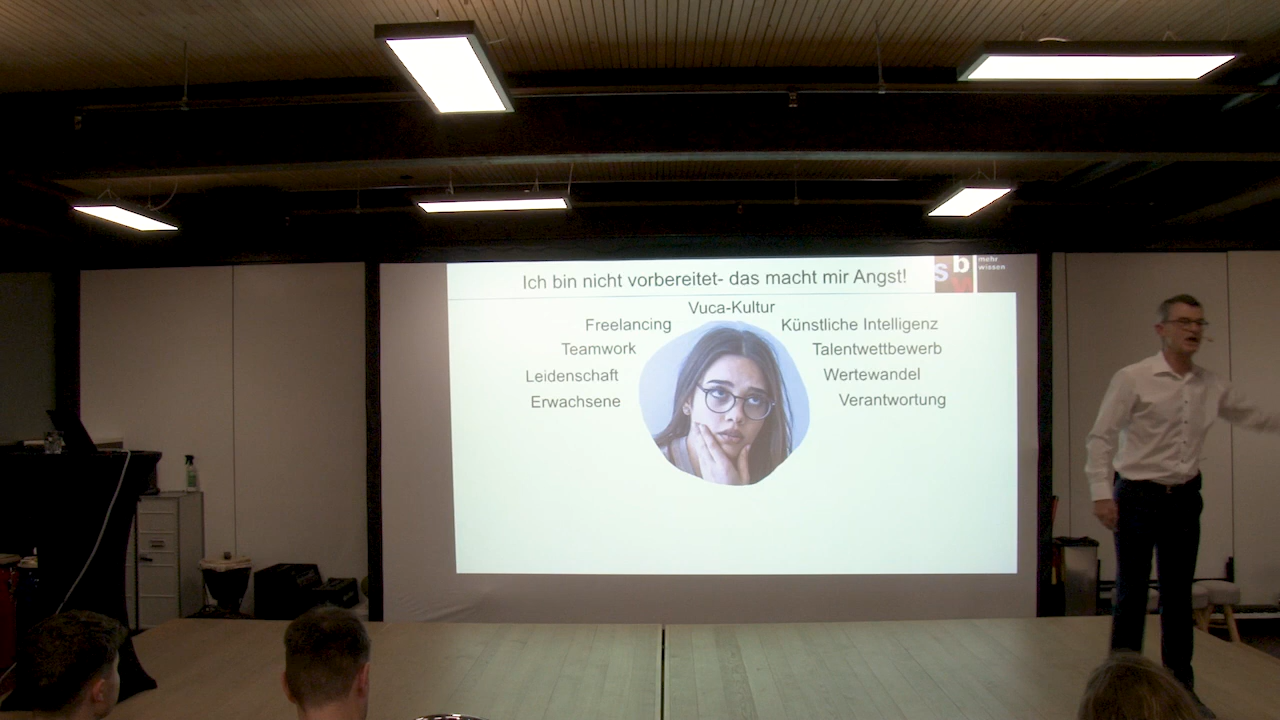 Ich bin nicht vorbereitet- das macht mir Angst!
sb
mehr
wissen
Vuca-Kultur
Freelancing
Künstliche Intelligenz
Teamwork
Talentwettbewerb
Leidenschaft
Wertewandel
Erwachsene
Verantwortung